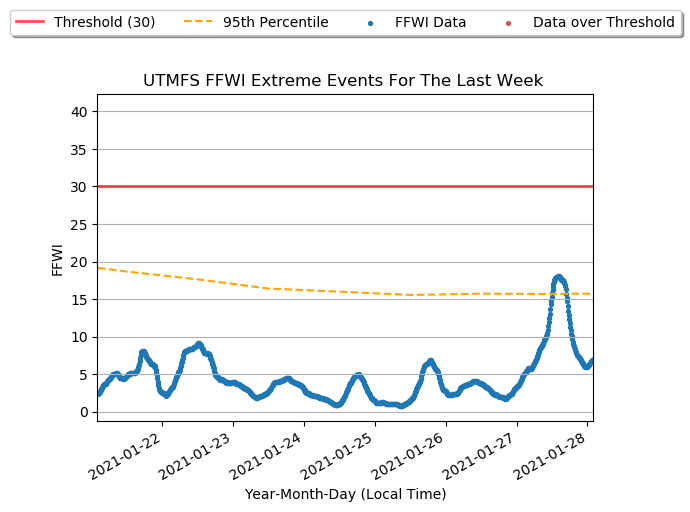 Threshold (30) 95th Percentile FFWI Data Data over Threshold
UTMFS FFWI Extreme Events For The Last Week
40
35
30
25
20
15
10
5
0
FFWI
2021-01-22 2021-01-23 2021-01-24 2021-01-25 2021-01-26 2021-01-27 2021-01-28
Year-Month-Day (Local Time)